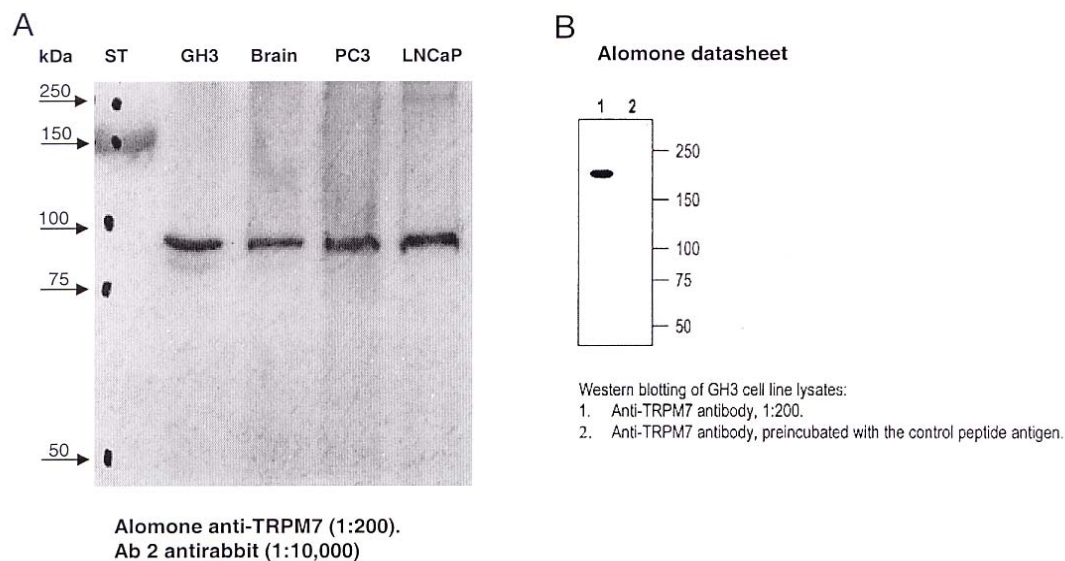 A
kDa ST GH3 Brain PC3 LNCaP
250
150
100
75
50
Alomone anti-TRPM7 (1:200).
Ab 2 antirabbit (1:10,000)
B
Alomone datasheet
1 2
250
150
100
75
50
Western blotting of GH3 cell line lysates:
1. Anti-TRPM7 antibody, 1:200.
2. Anti-TRPM7 antibody, preincubated with the control peptide antigen.